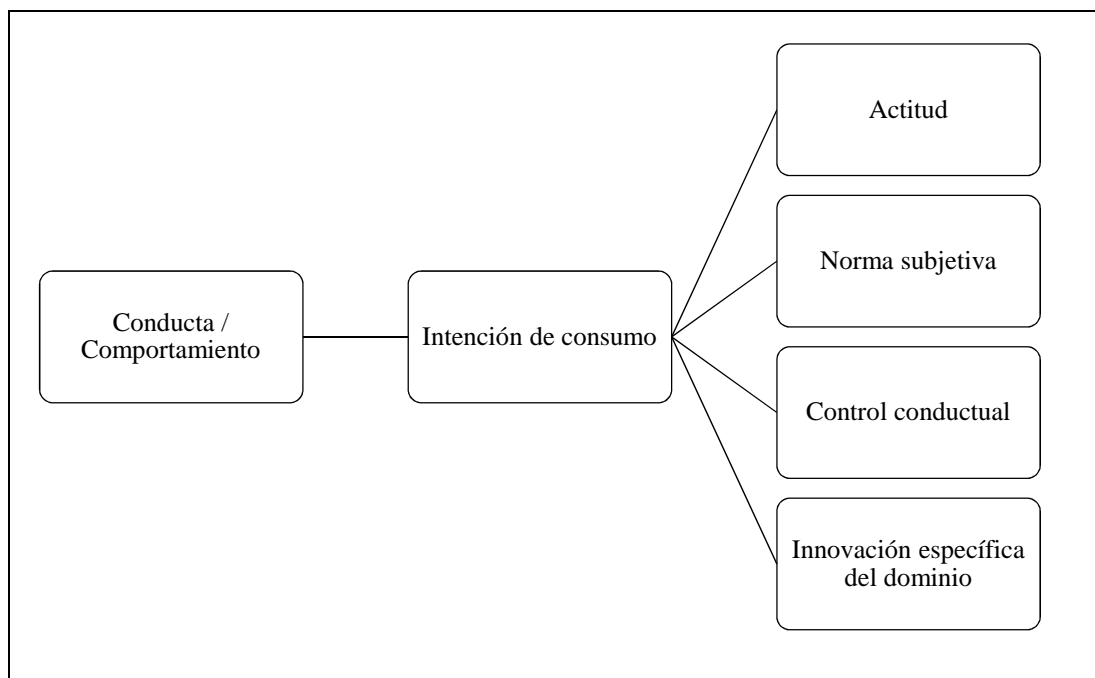 Conducta /
Comportamiento
Intención de consumo
Actitud
Norma subjetiva
Control conductual
Innovación específica
del dominio